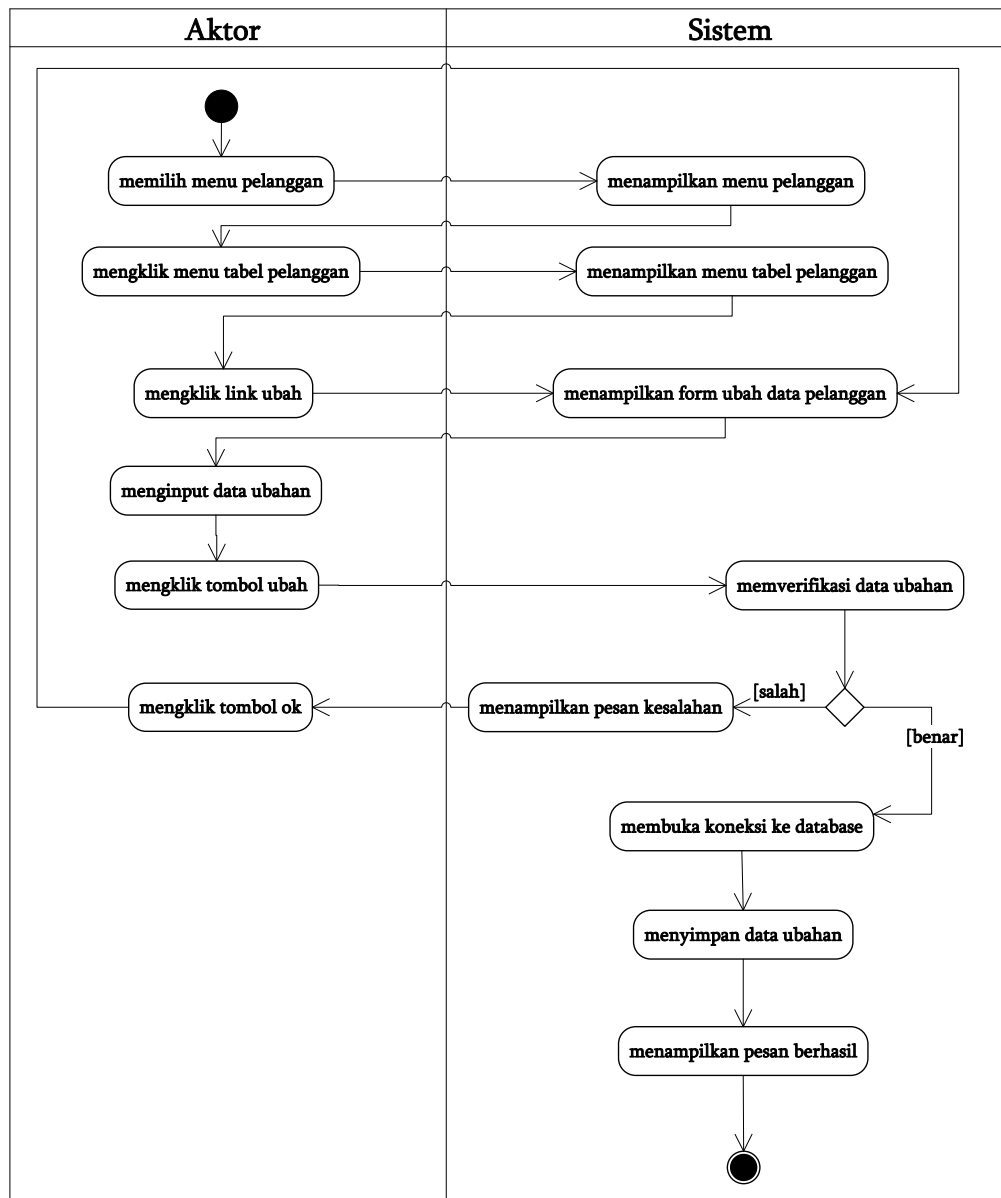 Aktor
Sistem
memilih menu pelanggan
menampilkan menu pelanggan
mengklik menu tabel pelanggan
menampilkan menu tabel pelanggan
mengklik link ubah
menampilkan form ubah data pelanggan
menginput data ubahan
mengklik tombol ubah
memverifikasi data ubahan
[salah]
mengklik tombol ok
menampilkan pesan kesalahan
[benar]
membuka koneksi ke database
menyimpan data ubahan
menampilkan pesan berhasil